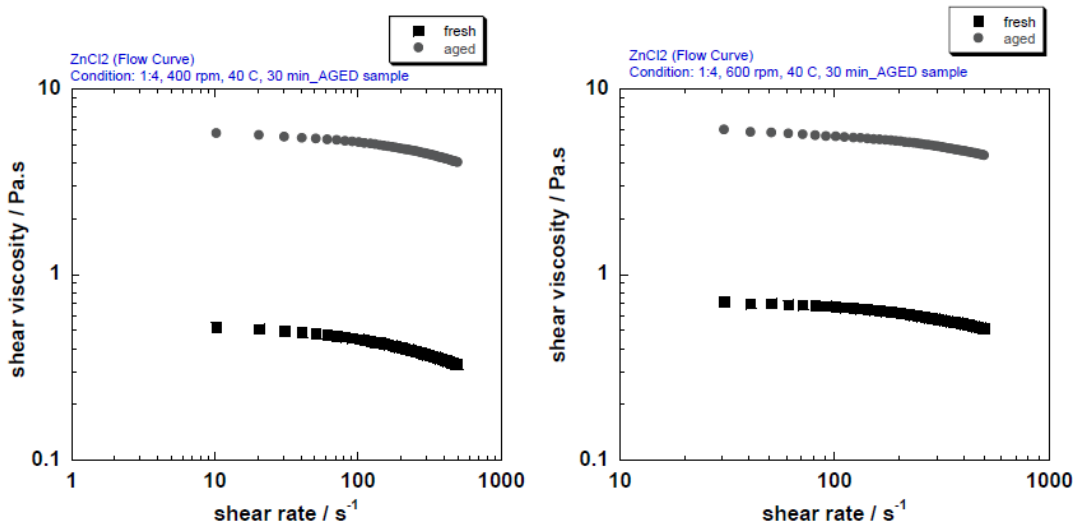 fresh
aged
ZnCl2 (Flow Curve)
Condition: 1:4, 400 rpm, 40 C, 30 min_AGED sample
10
1
0.1
shear viscosity / Pa.s
1
10
100
1000
shear rate / s-1
fresh
aged
ZnCl2 (Flow Curve)
Condition: 1:4, 600 rpm, 40 C, 30 min_AGED sample
10
1
0.1
shear viscosity / Pa.s
10
100
1000
shear rate / s-1